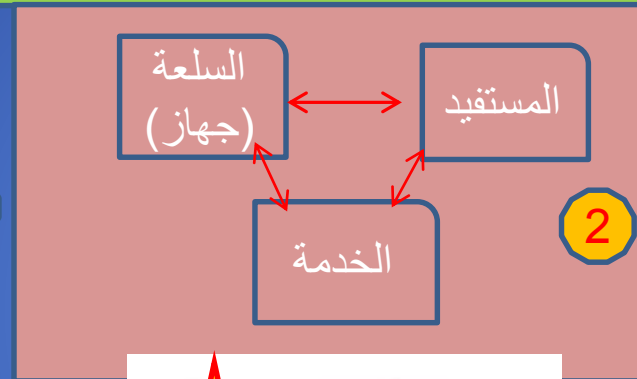 السلعة
(جهاز)
المستفيد
الخدمة
2